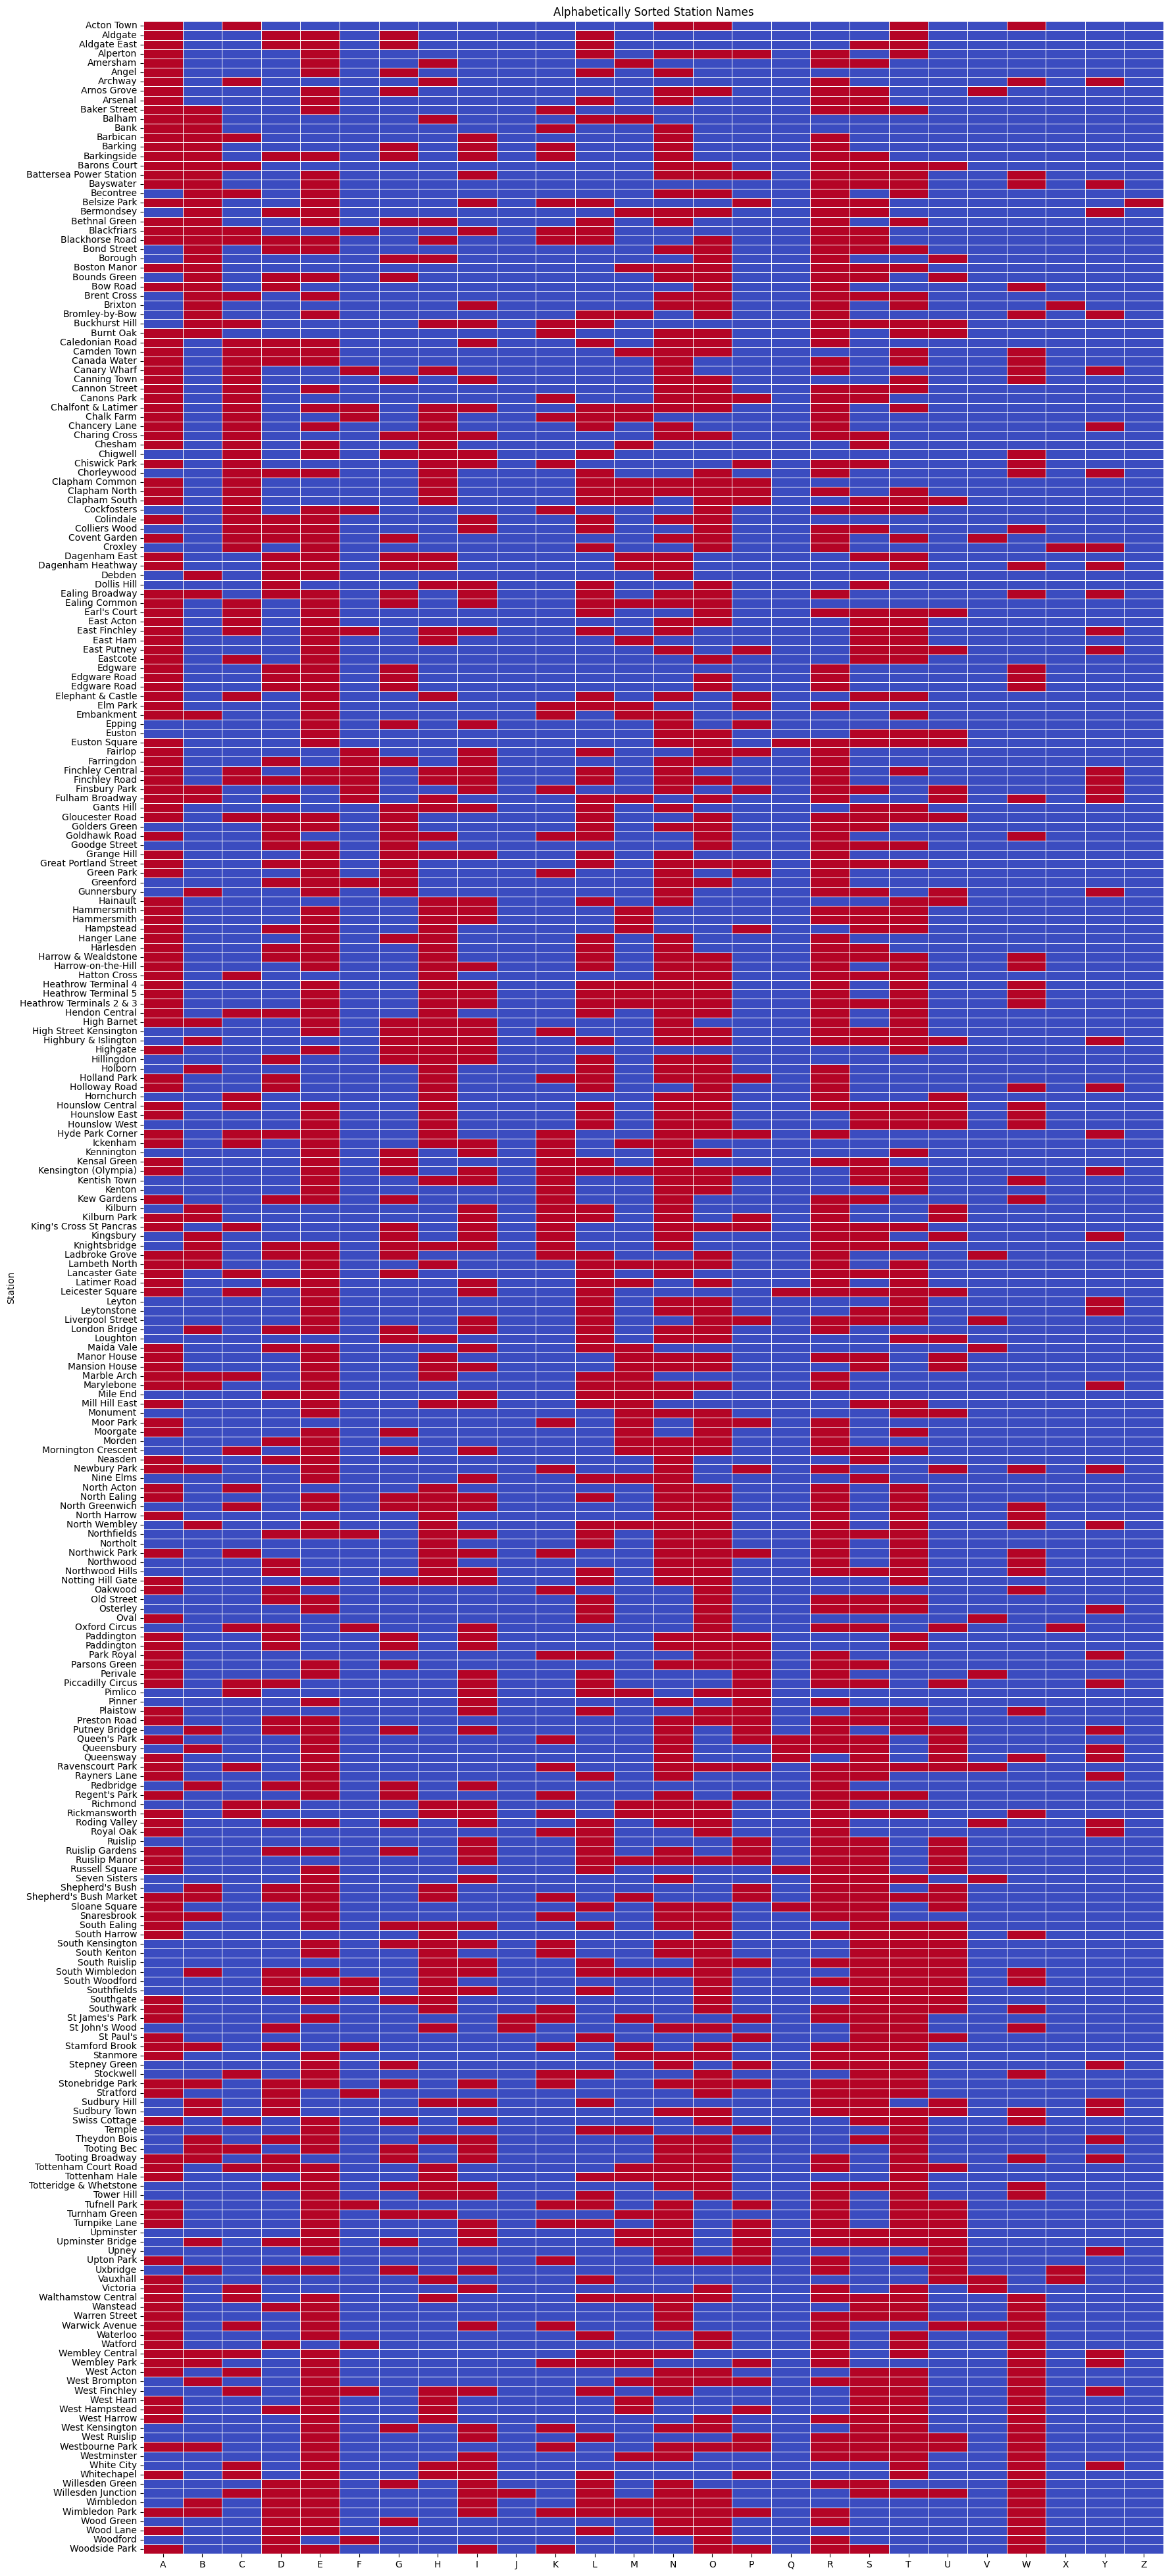 Alphabetically Sorted Station Names
Acton Town
Aldgate
Aldgate East
Alperton
Amersham
Angel
Archway
Arnos Grove
Arsenal
Baker Street
Balham
Bank
Barbican
Barking
Barkingside
Barons Court
Battersea Power Station
Bayswater
Becontree
Belsize Park
Bermondsey
Bethnal Green
Blackfriars
Blackhorse Road
Bond Street
Borough
Boston Manor
Bounds Green
Bow Road
Brent Cross
Brixton
Bromley-by-Bow
Buckhurst Hill
Burnt Oak
Caledonian Road
Camden Town
Canada Water
Canary Wharf
Canning Town
Cannon Street
Canons Park
Chalfont & Latimer
Chalk Farm
Chancery Lane
Charing Cross
Chesham
Chigwell
Chiswick Park
Chorleywood
Clapham Common
Clapham North
Clapham South
Cockfosters
Colindale
Colliers Wood
Covent Garden
Croxley
Dagenham East
Dagenham Heathway
Debden
Dollis Hill
Ealing Broadway
Ealing Common
Earl's Court
East Acton
East Finchley
East Ham
East Putney
Eastcote
Edgware
Edgware Road
Edgware Road
Elephant & Castle
Elm Park
Embankment
Epping
Euston
Euston Square
Fairlop
Farringdon
Finchley Central
Finchley Road
Finsbury Park
Fulham Broadway
Gants Hill
Gloucester Road
Golders Green
Goldhawk Road
Goodge Street
Grange Hill
Great Portland Street
Green Park
Greenford
Gunnersbury
Hainault
Hammersmith
Hammersmith
Hampstead
Hanger Lane
Harlesden
Harrow & Wealdstone
Harrow-on-the-Hill
Hatton Cross
Heathrow Terminal 4
Heathrow Terminal 5
Heathrow Terminals 2 & 3
Hendon Central
High Barnet
High Street Kensington
Highbury & Islington
Highgate
Hillingdon
Holborn
Holland Park
Holloway Road
Hornchurch
Hounslow Central
Hounslow East
Hounslow West
Hyde Park Corner
Ickenham
Kennington
Kensal Green
Kensington (Olympia)
Kentish Town
Kenton
Kew Gardens
Kilburn
Kilburn Park
King's Cross St Pancras
Kingsbury
Knightsbridge
Ladbroke Grove
Lambeth North
Lancaster Gate
Latimer Road
Leicester Square
Leyton
Leytonstone
Liverpool Street
London Bridge
Loughton
Maida Vale
Manor House
Mansion House
Marble Arch
Marylebone
Mile End
Mill Hill East
Monument
Moor Park
Moorgate
Morden
Mornington Crescent
Neasden
Newbury Park
Nine Elms
North Acton
North Ealing
North Greenwich
North Harrow
North Wembley
Northfields
Northolt
Northwick Park
Northwood
Northwood Hills
Notting Hill Gate
Oakwood
Old Street
Osterley
Oval
Oxford Circus
Paddington
Paddington
Park Royal
Parsons Green
Perivale
Piccadilly Circus
Pimlico
Pinner
Plaistow
Preston Road
Putney Bridge
Queen's Park
Queensbury
Queensway
Ravenscourt Park
Rayners Lane
Redbridge
Regent's Park
Richmond
Rickmansworth
Roding Valley
Royal Oak
Ruislip
Ruislip Gardens
Ruislip Manor
Russell Square
Seven Sisters
Shepherd's Bush
Shepherd's Bush Market
Sloane Square
Snaresbrook
South Ealing
South Harrow
South Kensington
South Kenton
South Ruislip
South Wimbledon
South Woodford
Southfields
Southgate
Southwark
St James's Park
St John's Wood
St Paul's
Stamford Brook
Stanmore
Stepney Green
Stockwell
Stonebridge Park
Stratford
Sudbury Hill
Sudbury Town
Swiss Cottage
Temple
Theydon Bois
Tooting Bec
Tooting Broadway
Tottenham Court Road
Tottenham Hale
Totteridge & Whetstone
Tower Hill
Tufnell Park
Turnham Green
Turnpike Lane
Upminster
Upminster Bridge
Upney
Upton Park
Uxbridge
Vauxhall
Victoria
Walthamstow Central
Wanstead
Warren Street
Warwick Avenue
Waterloo
Watford
Wembley Central
Wembley Park
West Acton
West Brompton
West Finchley
West Ham
West Hampstead
West Harrow
West Kensington
West Ruislip
Westbourne Park
Westminster
White City
Whitechapel
Willesden Green
Willesden Junction
Wimbledon
Wimbledon Park
Wood Green
Wood Lane
Woodford
Woodside Park
Station
A B C D E F G H I J K L M N O P Q R S T U V W X Y Z